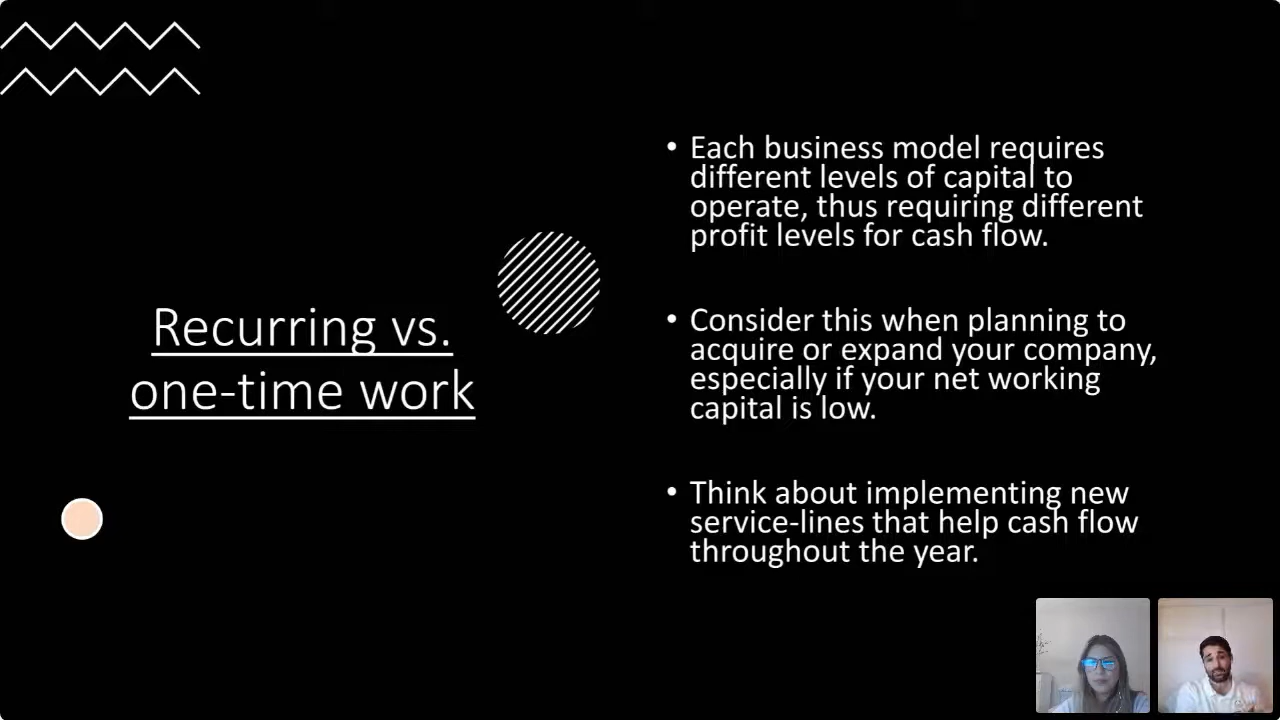 Recurring vs.
one-time work
• Each business model requires
different levels of capital to
operate, thus requiring different
profit levels for cash flow.
• Consider this when planning to
acquire or expand your company,
especially if your net working
capital is low.
• Think about implementing new
service-lines that help cash flow
throughout the year.